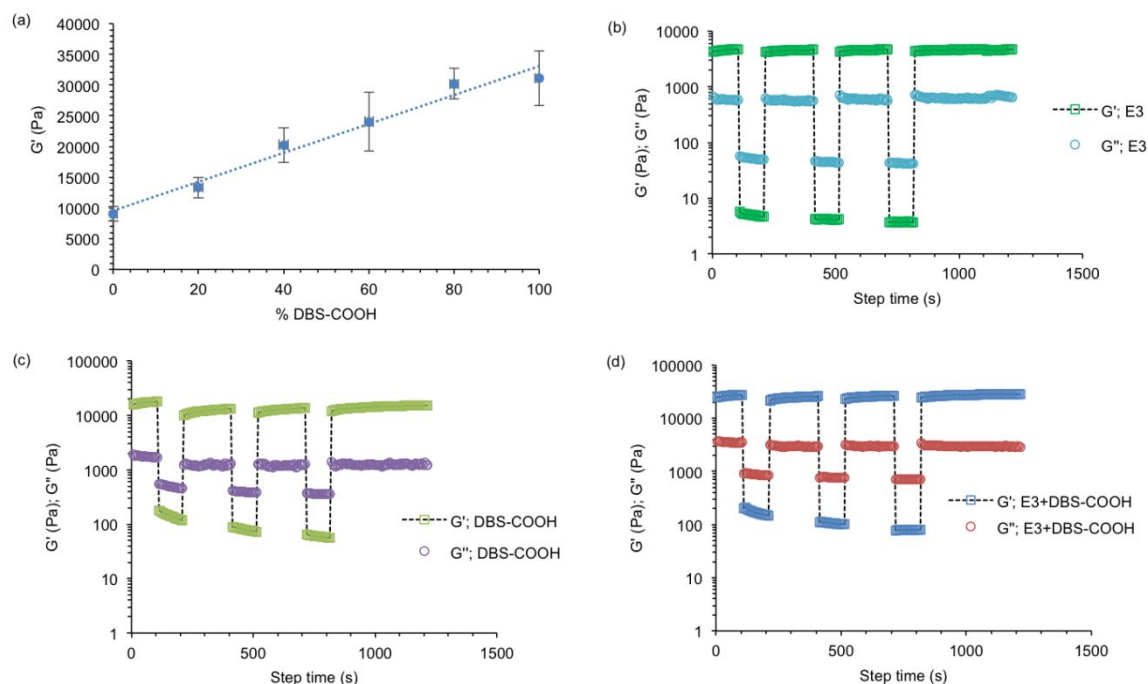 (a)
40000
35000
30000
25000
20000
15000
10000
5000
0
G' (Pa)
0 20 40 60 80 100
% DBS-COOH
(b)
10000
1000
100
10
1
G' (Pa); G" (Pa)
0 500 1000 1500
Step time (s)
G'; E3
G"; E3
(c)
100000
10000
1000
100
10
1
G' (Pa); G" (Pa)
0 500 1000 1500
Step time (s)
G'; DBS-COOH
G"; DBS-COOH
(d)
100000
10000
1000
100
10
1
G' (Pa); G" (Pa)
0 500 1000 1500
Step time (s)
G'; E3+DBS-COOH
G"; E3+DBS-COOH